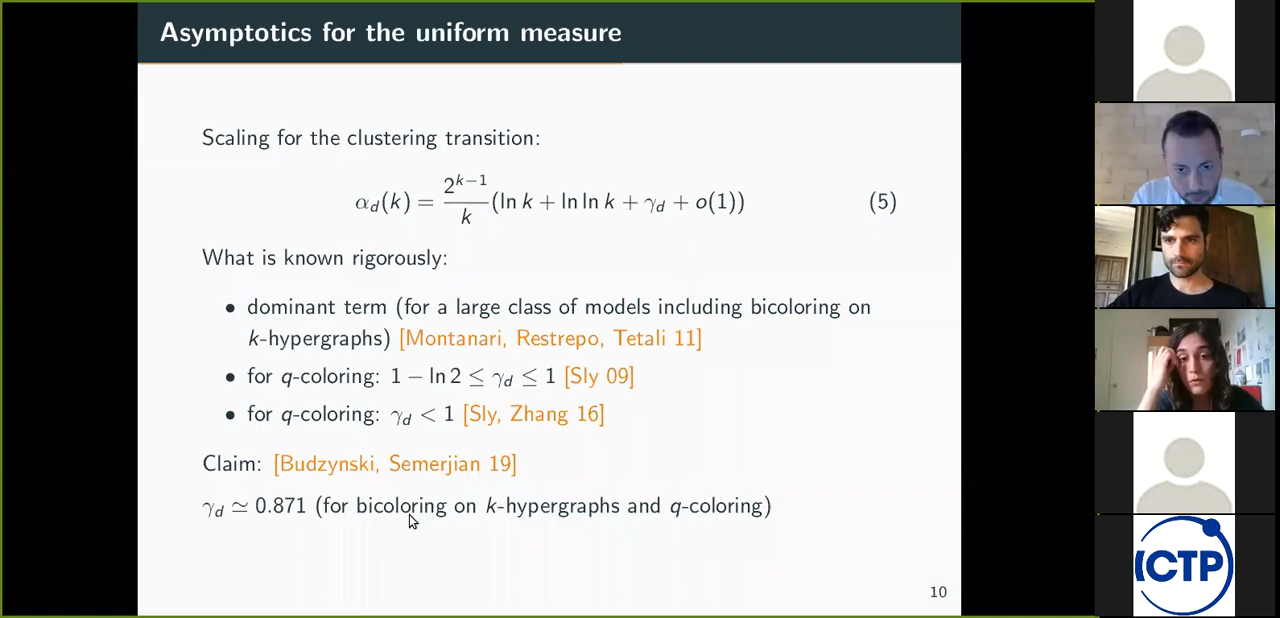 Asymptotics for the uniform measure
Scaling for the clustering transition:
α_d(k) = \frac{2^{k−1}}{k}(ln k + ln ln k + γ_d + o(1)) (5)
What is known rigorously:
• dominant term (for a large class of models including bicoloring on
k-hypergraphs) [Montanari, Restrepo, Tetali 11]
• for q-coloring: 1 − ln 2 ≤ γ_d ≤ 1 [Sly 09]
• for q-coloring: γ_d < 1 [Sly, Zhang 16]
Claim: [Budzynski, Semerjian 19]
γ_d ≃ 0.871 (for bicoloring on k-hypergraphs and q-coloring)
10
ICTP